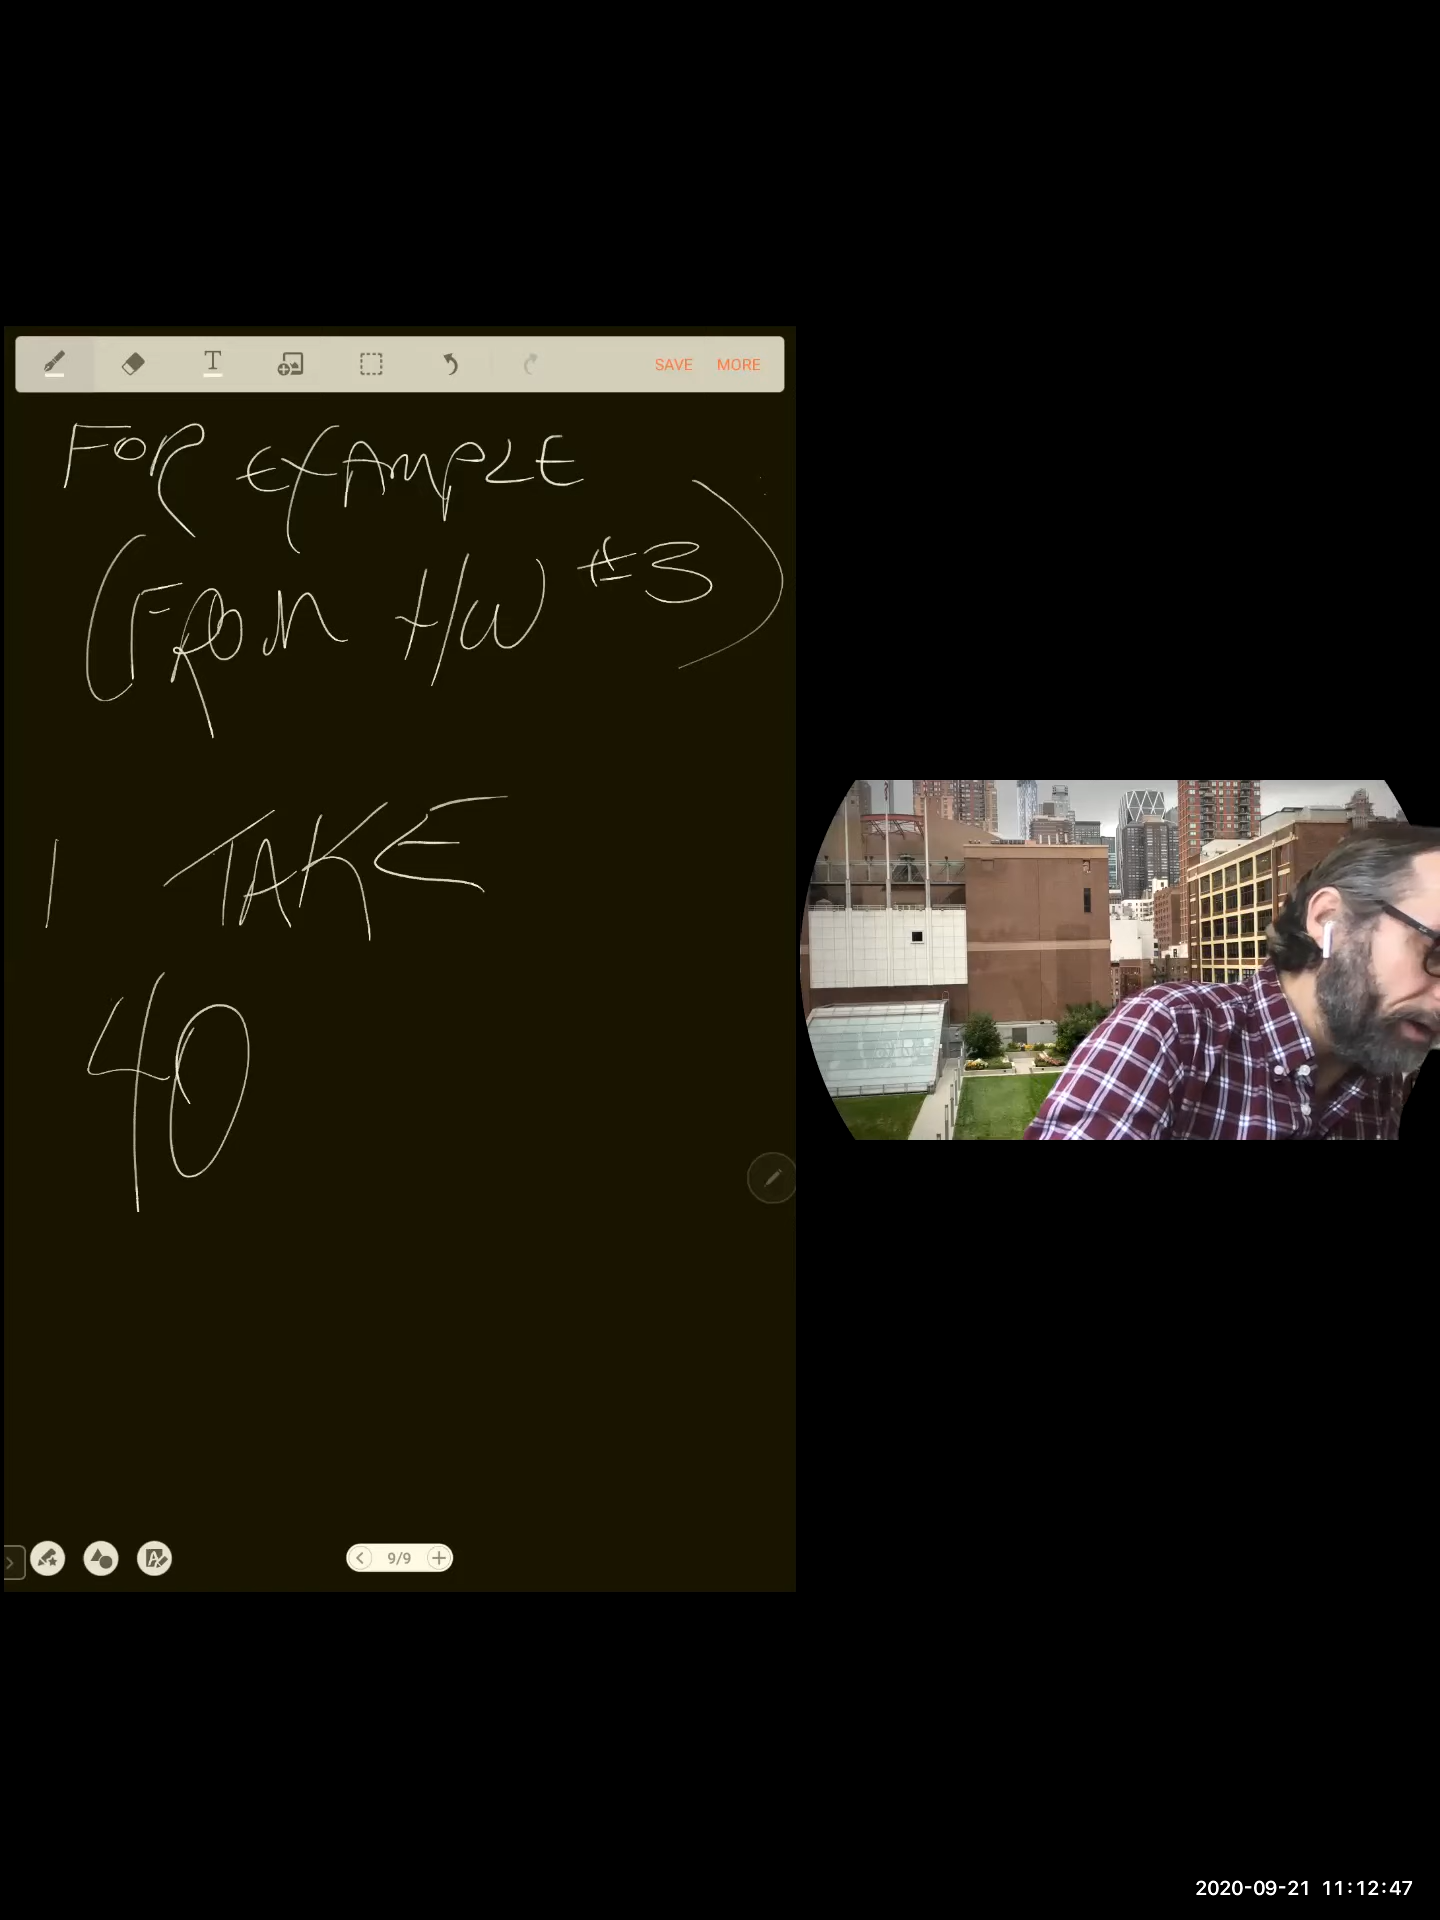 SAVE MORE
FOR EXAMPLE
(FROM H/W #3)
I TAKE
40
9/9
2020-09-21 11:12:47